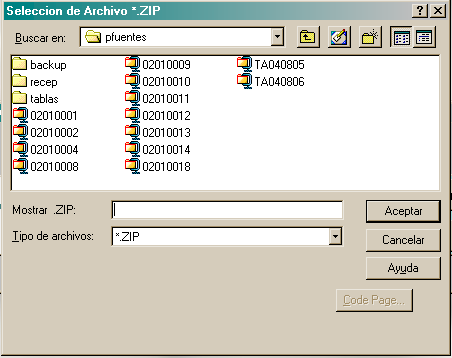 Seleccion de Archivo *.ZIP
Buscar en: pfuentes
backup
recep
tablas
02010001
02010002
02010004
02010008
02010009
02010010
02010011
02010012
02010013
02010014
02010018
TA040805
TA040806
Mostrar .ZIP:
Aceptar
Tipo de archivos: *.ZIP
Cancelar
Ayuda
Code Page...